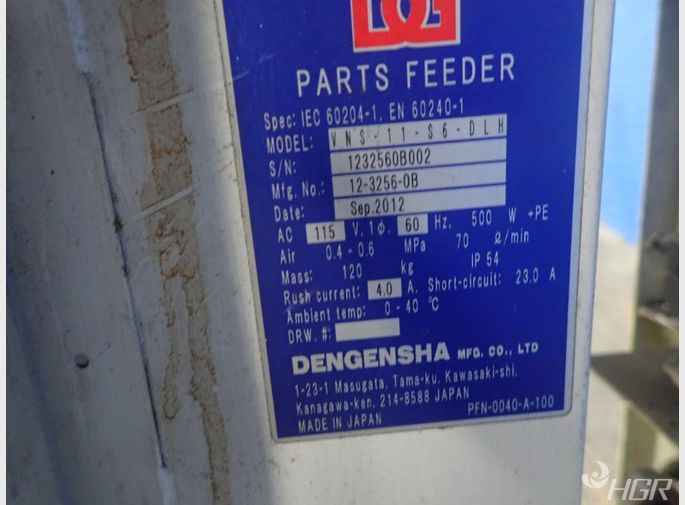 DG
PARTS FEEDER
Spec: IEC 60204-1, EN 60240-1
MODEL: VNS-11-S6-DLH
S/N: 1232560B002
Mfg. No.: 12-3256-0B
Date: Sep.2012
AC 115 V. 1Φ. 60 Hz. 500 W +PE
Air 0.4-0.6 MPa 70 ℓ/min
Mass: 120 kg IP 54
Rush current: 4.0 A. Short-circuit: 23.0 A
Ambient temp: 0-40 ℃
DRW. #:
DENGENSHA MFG. CO., LTD
1-23-1 Masugata, Tama-ku, Kawasaki-shi,
Kanagawa-ken, 214-8588 JAPAN
MADE IN JAPAN PFN-0040-A-100
HGR